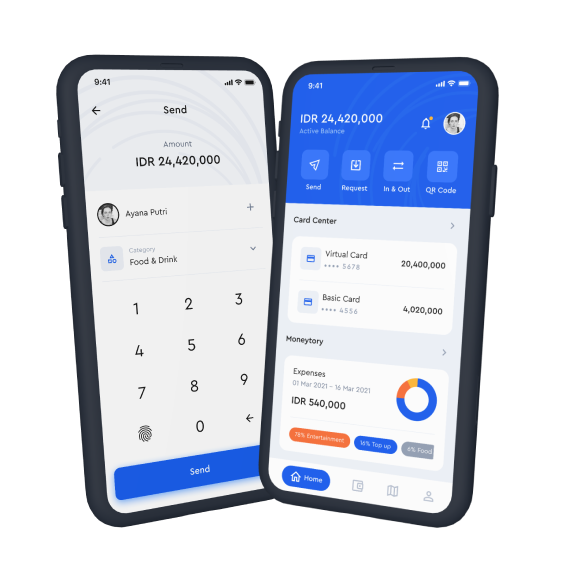 9:41
Send
Amount
IDR 24,420,000
Ayana Putri
Category
Food & Drink
1 2 3
4 5 6
7 8 9
0
Send
9:41
IDR 24,420,000
Active Balance
Send Request In & Out QR Code
Card Center
Virtual Card
•••• 5678
20,400,000
Basic Card
•••• 4556
4,020,000
Moneytory
Expenses
01 Mar 2021 - 16 Mar 2021
IDR 540,000
78% Entertainment 16% Top up 6% Food
Home